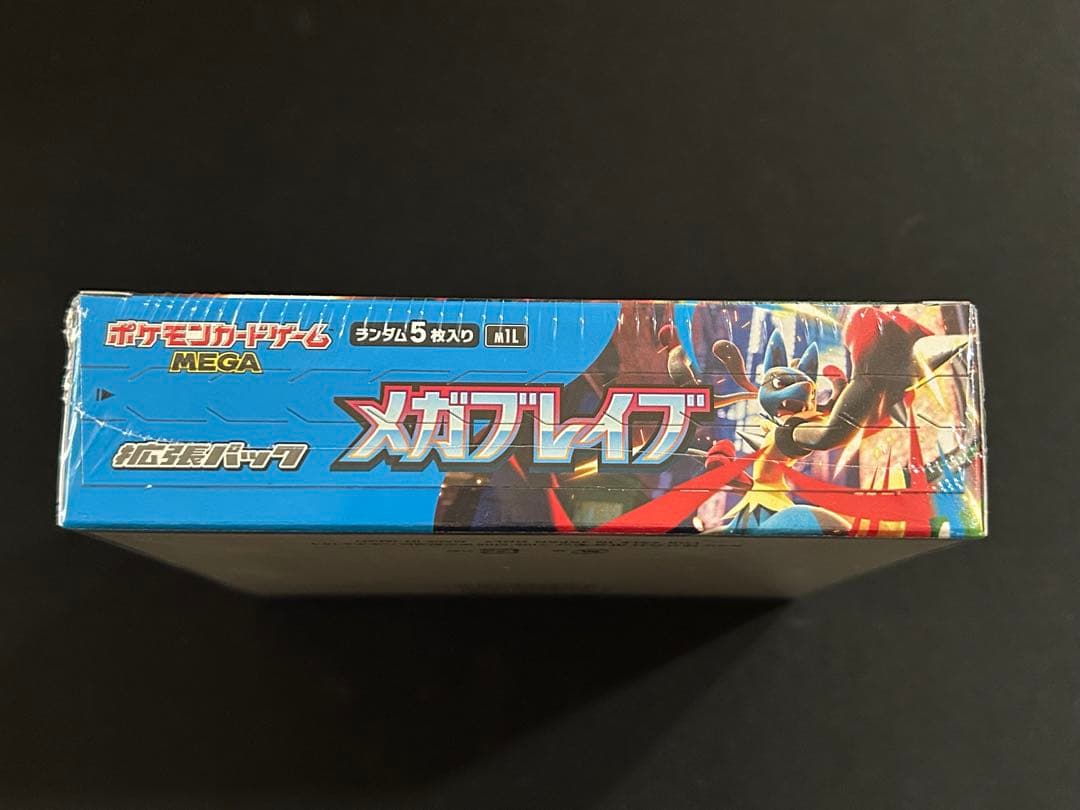 ポケモンカードゲーム
MEGA
ランダム5枚入り
M1L
メガブレイブ
拡張パック